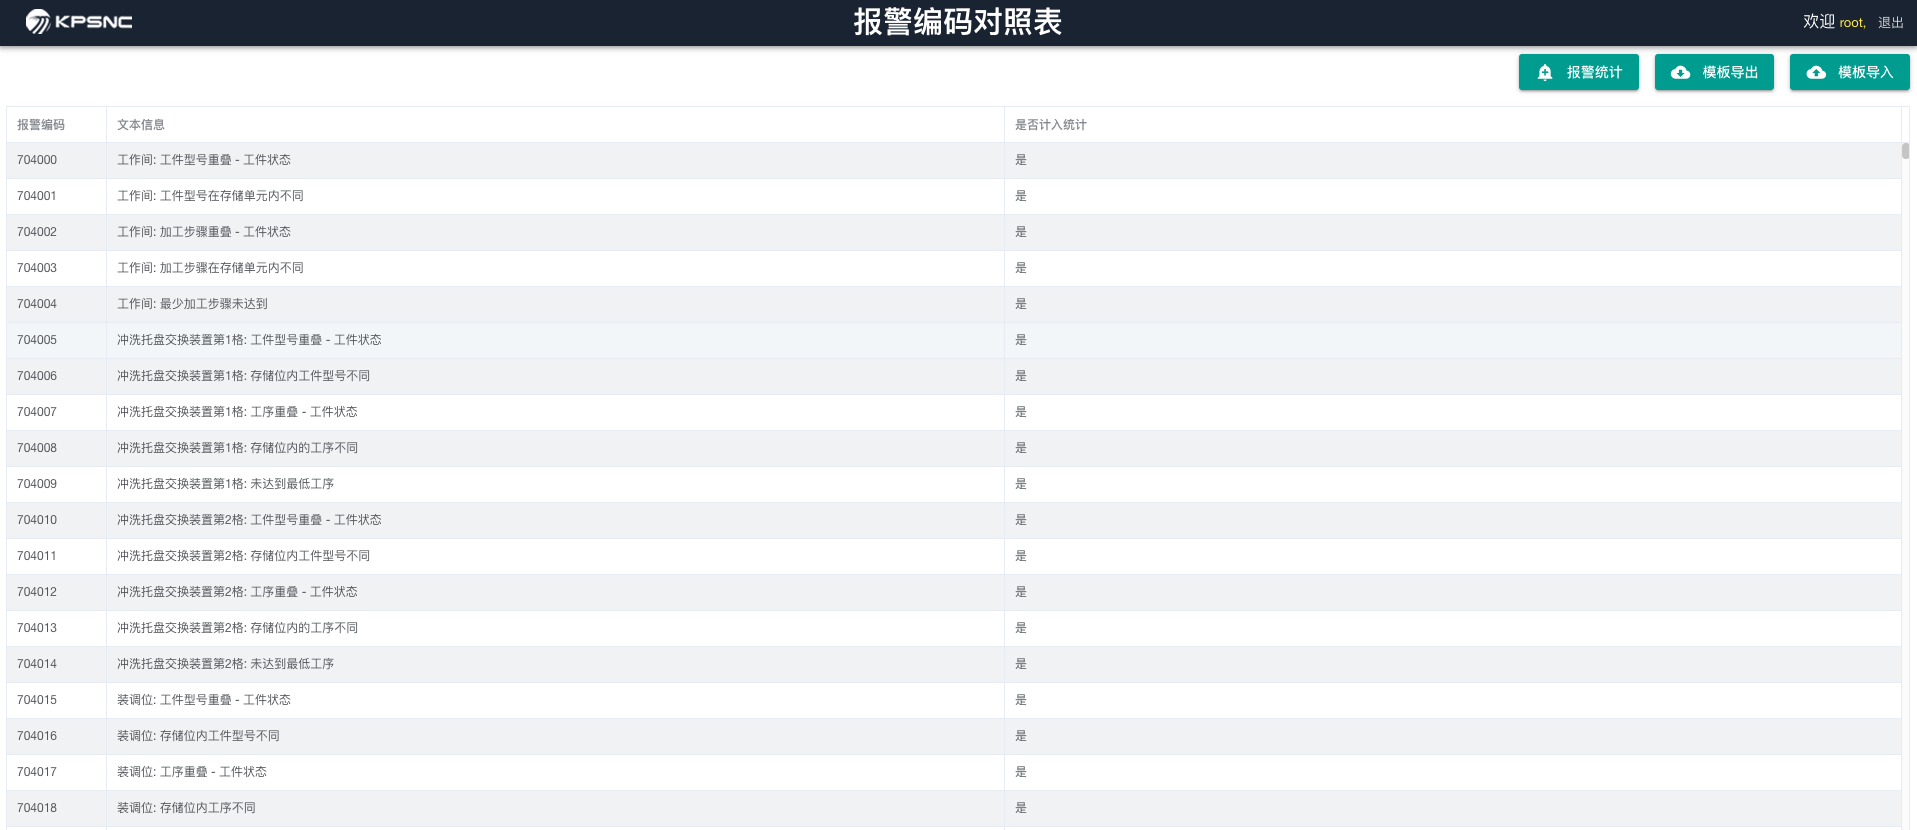 KPSNC
报警编码对照表
欢迎 root, 退出
报警统计 模板导出 模板导入
报警编码 文本信息 是否计入统计
704000 工作间: 工件型号重叠 - 工件状态 是
704001 工作间: 工件型号在存储单元内不同 是
704002 工作间: 加工步骤重叠 - 工件状态 是
704003 工作间: 加工步骤在存储单元内不同 是
704004 工作间: 最少加工步骤未达到 是
704005 冲洗托盘交换装置第1格: 工件型号重叠 - 工件状态 是
704006 冲洗托盘交换装置第1格: 存储位内工件型号不同 是
704007 冲洗托盘交换装置第1格: 工序重叠 - 工件状态 是
704008 冲洗托盘交换装置第1格: 存储位内的工序不同 是
704009 冲洗托盘交换装置第1格: 未达到最低工序 是
704010 冲洗托盘交换装置第2格: 工件型号重叠 - 工件状态 是
704011 冲洗托盘交换装置第2格: 存储位内工件型号不同 是
704012 冲洗托盘交换装置第2格: 工序重叠 - 工件状态 是
704013 冲洗托盘交换装置第2格: 存储位内的工序不同 是
704014 冲洗托盘交换装置第2格: 未达到最低工序 是
704015 装调位: 工件型号重叠 - 工件状态 是
704016 装调位: 存储位内工件型号不同 是
704017 装调位: 工序重叠 - 工件状态 是
704018 装调位: 存储位内工序不同 是